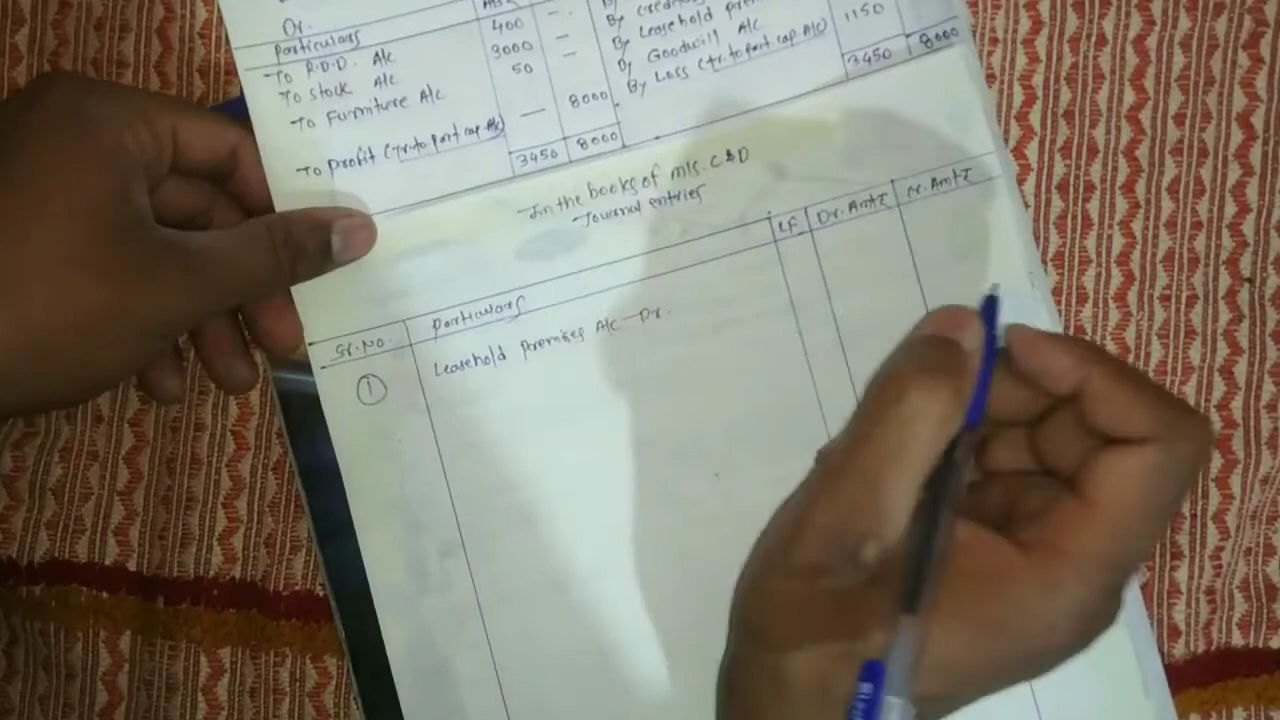 Dr.
Particulars
To R.D.D. A/c 400 -
To Stock A/c 3000 -
To Furniture A/c 50 -
To profit (Tr. to part cap A/c) — 8000
3450 8000
By Leasehold
By Goodwill A/c
By Loss (tr. to part. cap A/c) 1150
3450 8000
In the books of M/s. C & D
Journal entries
Sr.No. Particulars LF Dr. Amt ₹ Cr. Amt ₹
① Leasehold premises A/c Dr.